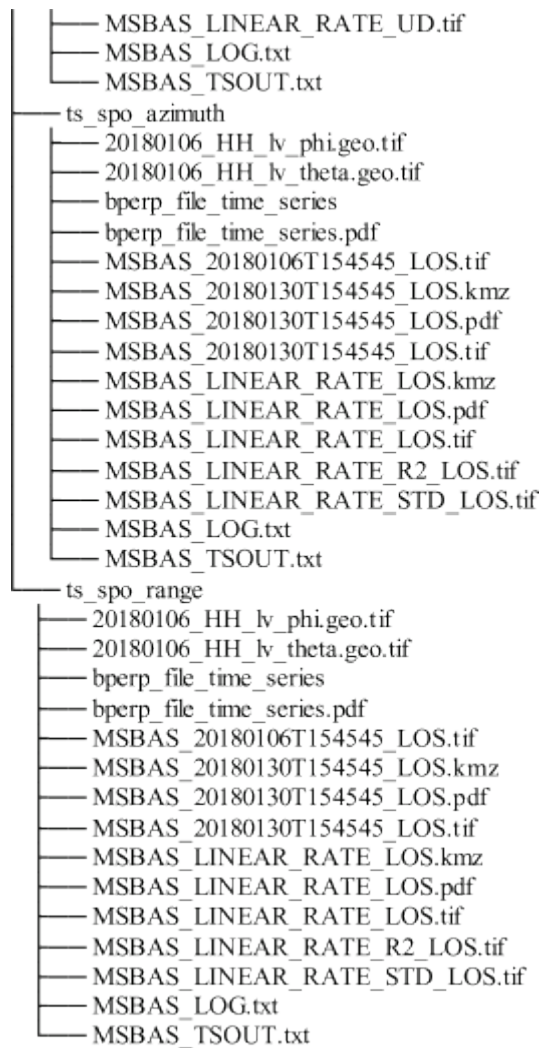 MSBAS_LINEAR_RATE_UD.tif
MSBAS_LOG.txt
MSBAS_TSOUT.txt
ts_spo_azimuth
20180106_HH_lv_phi.geo.tif
20180106_HH_lv_theta.geo.tif
bperp_file_time_series
bperp_file_time_series.pdf
MSBAS_20180106T154545_LOS.tif
MSBAS_20180130T154545_LOS.kmz
MSBAS_20180130T154545_LOS.pdf
MSBAS_20180130T154545_LOS.tif
MSBAS_LINEAR_RATE_LOS.kmz
MSBAS_LINEAR_RATE_LOS.pdf
MSBAS_LINEAR_RATE_LOS.tif
MSBAS_LINEAR_RATE_R2_LOS.tif
MSBAS_LINEAR_RATE_STD_LOS.tif
MSBAS_LOG.txt
MSBAS_TSOUT.txt
ts_spo_range
20180106_HH_lv_phi.geo.tif
20180106_HH_lv_theta.geo.tif
bperp_file_time_series
bperp_file_time_series.pdf
MSBAS_20180106T154545_LOS.tif
MSBAS_20180130T154545_LOS.kmz
MSBAS_20180130T154545_LOS.pdf
MSBAS_20180130T154545_LOS.tif
MSBAS_LINEAR_RATE_LOS.kmz
MSBAS_LINEAR_RATE_LOS.pdf
MSBAS_LINEAR_RATE_LOS.tif
MSBAS_LINEAR_RATE_R2_LOS.tif
MSBAS_LINEAR_RATE_STD_LOS.tif
MSBAS_LOG.txt
MSBAS_TSOUT.txt